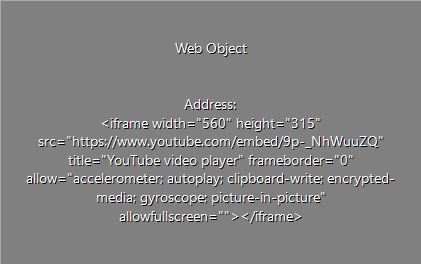 Web Object
Address:
<iframe width="560" height="315"
src="https://www.youtube.com/embed/9p-_NhWuuZQ"
title="YouTube video player" frameborder="0"
allow="accelerometer; autoplay; clipboard-write; encrypted-
media; gyroscope; picture-in-picture"
allowfullscreen=""></iframe>